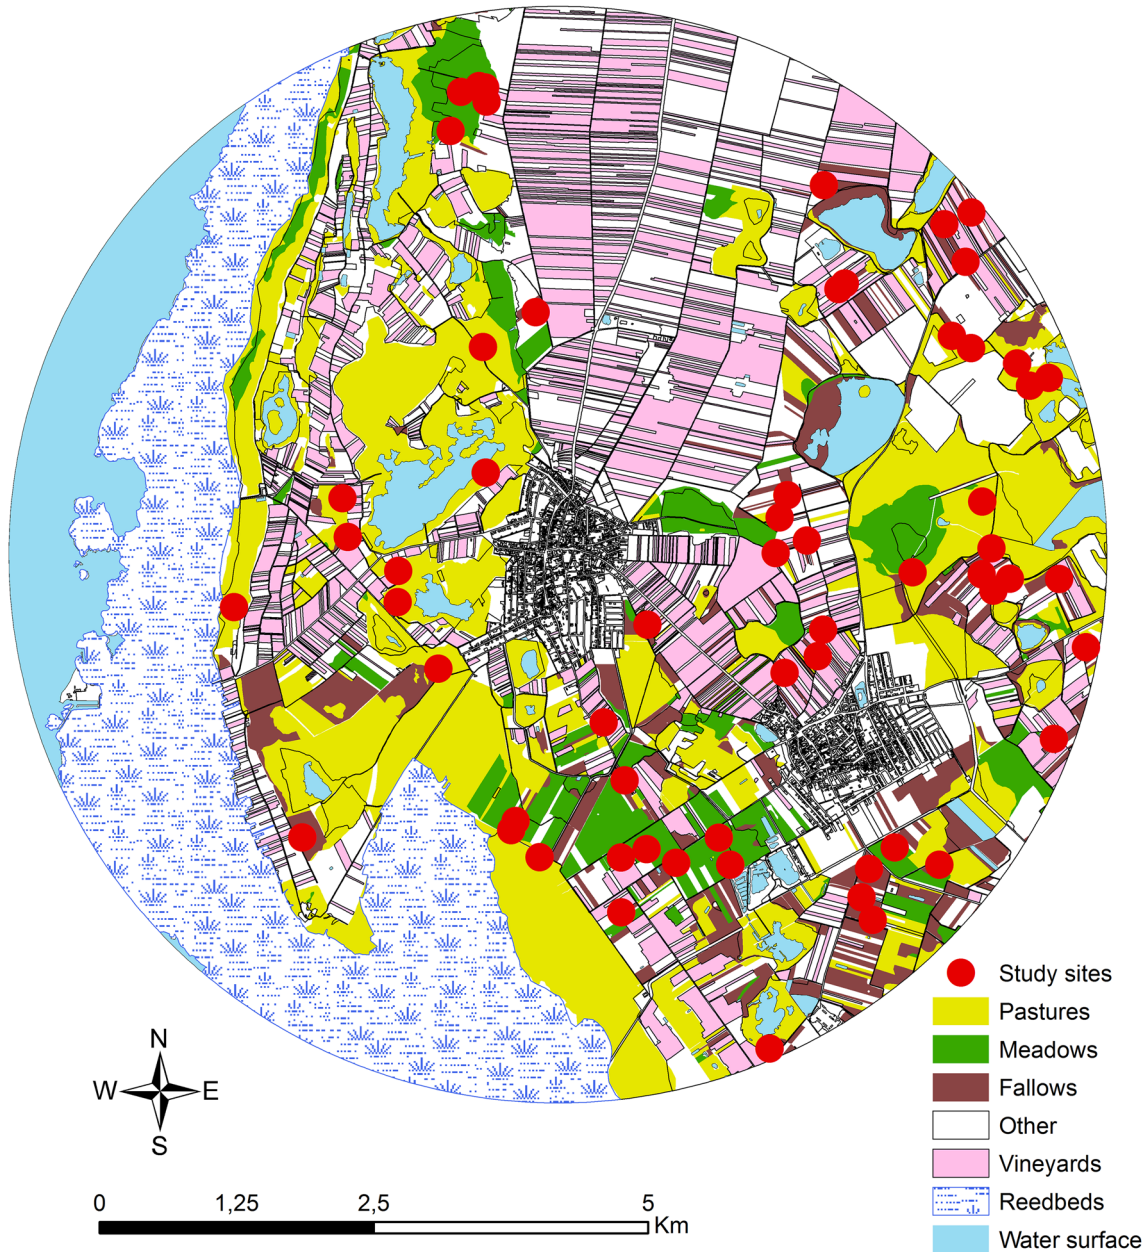 Study sites
Pastures
Meadows
Fallows
Other
Vineyards
Reedbeds
Water surface
N
W E
S
0 1,25 2,5 5
Km